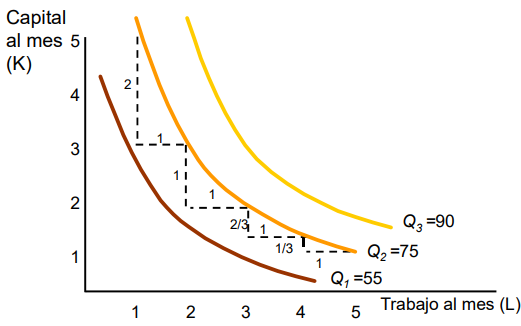 Capital
al mes
(K)
5
4
3
2
1
2
1
1
1
2/3
1
1/3
1
Q3 =90
Q2 =75
Q1 =55
1
2
3
4
5
Trabajo al mes (L)